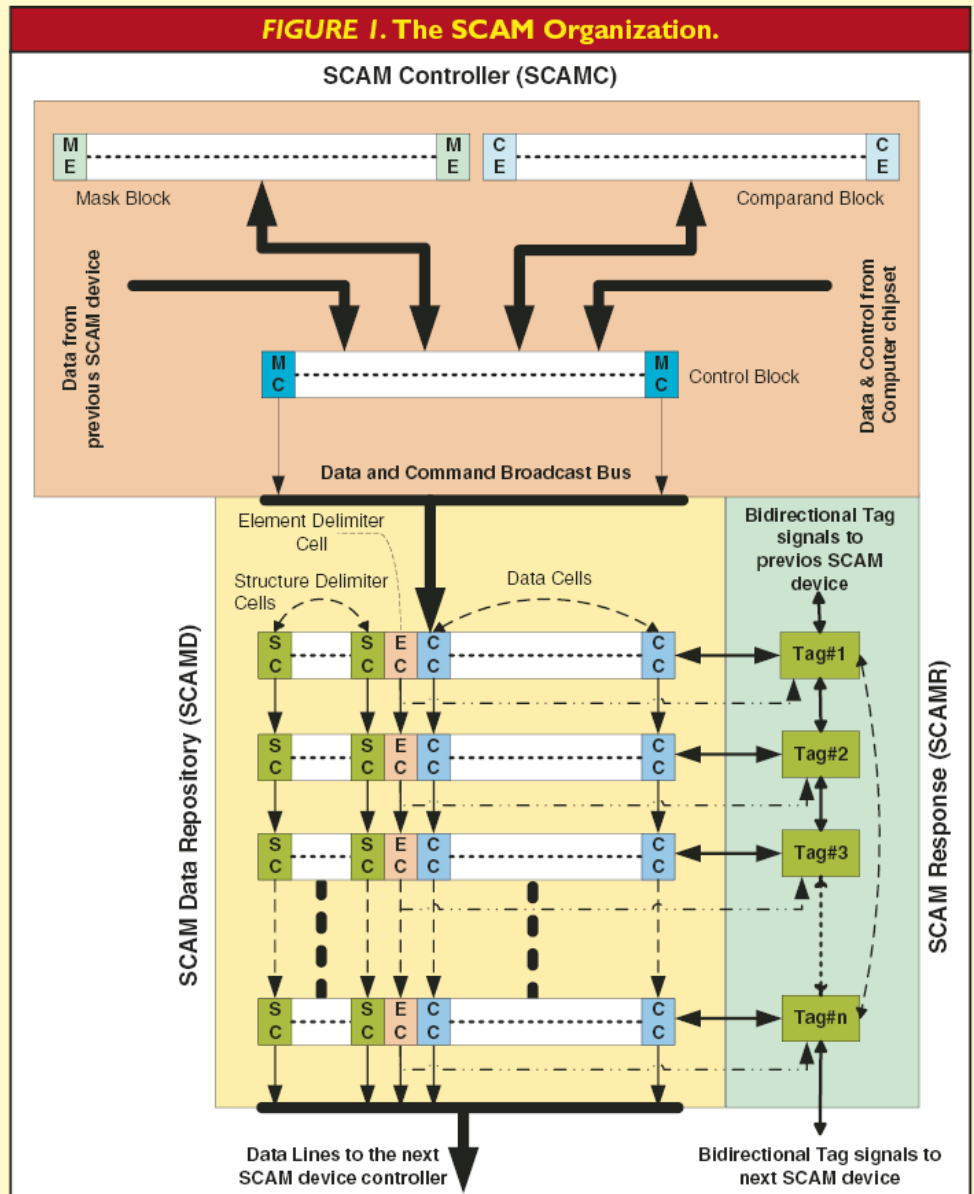 FIGURE 1. The SCAM Organization.
SCAM Controller (SCAMC)
M
E
M
E
C
E
C
E
Mask Block
Comparand Block
Data from
previous SCAM device
M
C
M
C
Control Block
Data & Control from
Computer chipset
Data and Command Broadcast Bus
Element Delimiter
Cell
Structure Delimiter
Cells
Data Cells
Bidirectional Tag
signals to
previos SCAM
device
SCAM Data Repository (SCAMD)
SCAM Response (SCAMR)
S
C
S
C
E
C
C
C
C
C
Tag#1
S
C
S
C
E
C
C
C
C
C
Tag#2
S
C
S
C
E
C
C
C
C
C
Tag#3
S
C
S
C
E
C
C
C
C
C
Tag#n
Data Lines to the next
SCAM device controller
Bidirectional Tag signals to
next SCAM device